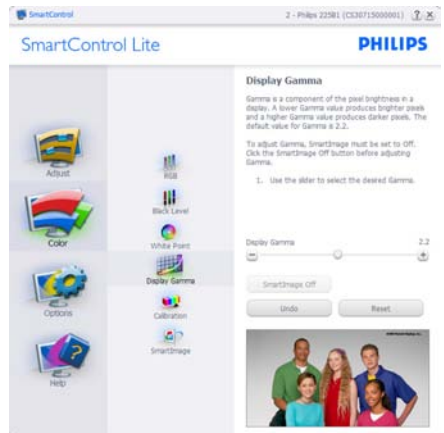 SmartControl
2 - Philips 225B1 (CS30715000001)
SmartControl Lite
PHILIPS
Adjust
Color
Options
Help
RGB
Black Level
White Point
Display Gamma
Calibration
SmartImage
Display Gamma
Gamma is a component of the pixel brightness in a
display. A lower Gamma value produces brighter pixels
and a higher Gamma value produces darker pixels. The
default value for Gamma is 2.2.
To adjust Gamma, SmartImage must be set to Off.
Click the SmartImage Off button before adjusting
Gamma.
1. Use the slider to select the desired Gamma.
Display Gamma 2.2
SmartImage Off
Undo
Reset